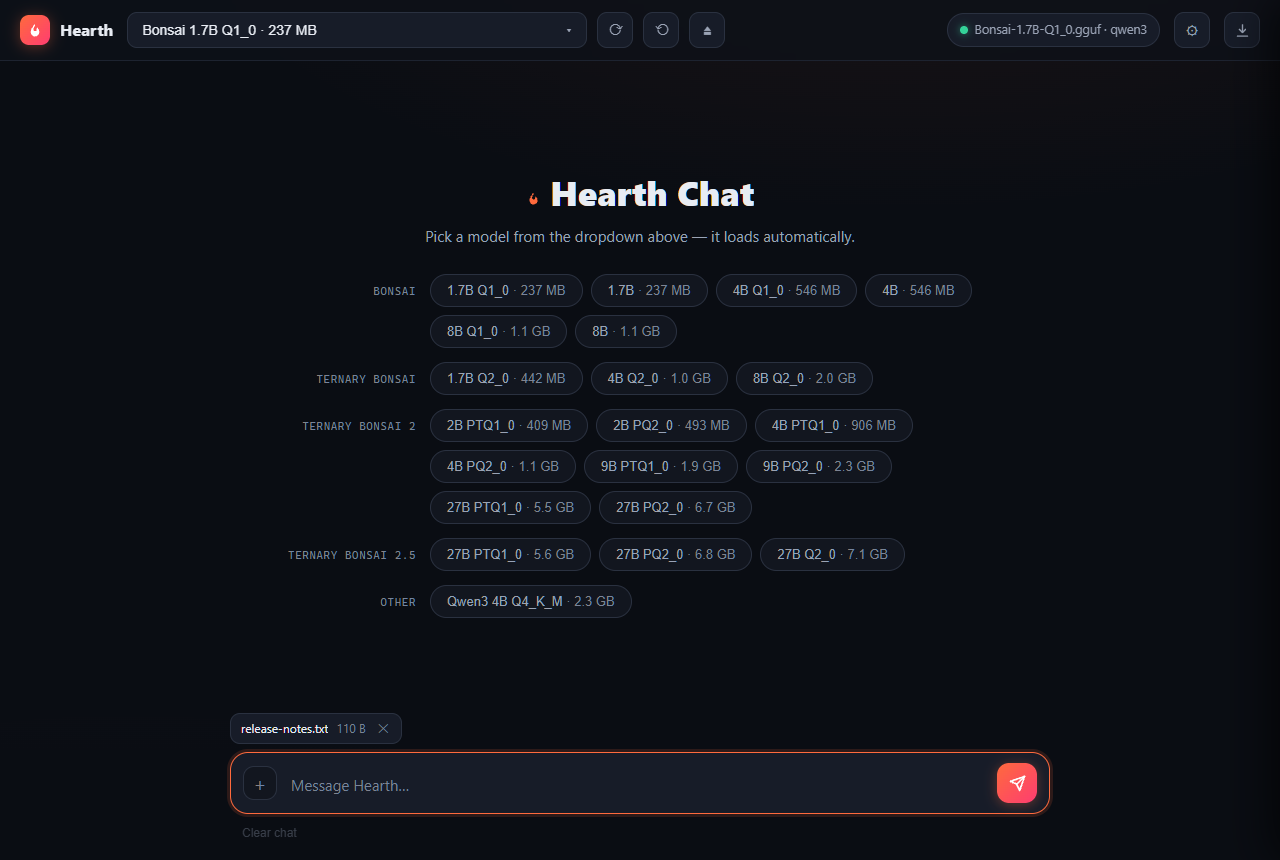 Hearth
Bonsai 1.7B Q1_0 · 237 MB
Bonsai-1.7B-Q1_0.gguf · qwen3
Hearth Chat
Pick a model from the dropdown above — it loads automatically.
BONSAI
1.7B Q1_0 · 237 MB
1.7B · 237 MB
4B Q1_0 · 546 MB
4B · 546 MB
8B Q1_0 · 1.1 GB
8B · 1.1 GB
TERNARY BONSAI
1.7B Q2_0 · 442 MB
4B Q2_0 · 1.0 GB
8B Q2_0 · 2.0 GB
TERNARY BONSAI 2
2B PTQ1_0 · 409 MB
2B PQ2_0 · 493 MB
4B PTQ1_0 · 906 MB
4B PQ2_0 · 1.1 GB
9B PTQ1_0 · 1.9 GB
9B PQ2_0 · 2.3 GB
27B PTQ1_0 · 5.5 GB
27B PQ2_0 · 6.7 GB
TERNARY BONSAI 2.5
27B PTQ1_0 · 5.6 GB
27B PQ2_0 · 6.8 GB
27B Q2_0 · 7.1 GB
OTHER
Qwen3 4B Q4_K_M · 2.3 GB
release-notes.txt 110 B
Message Hearth...
Clear chat